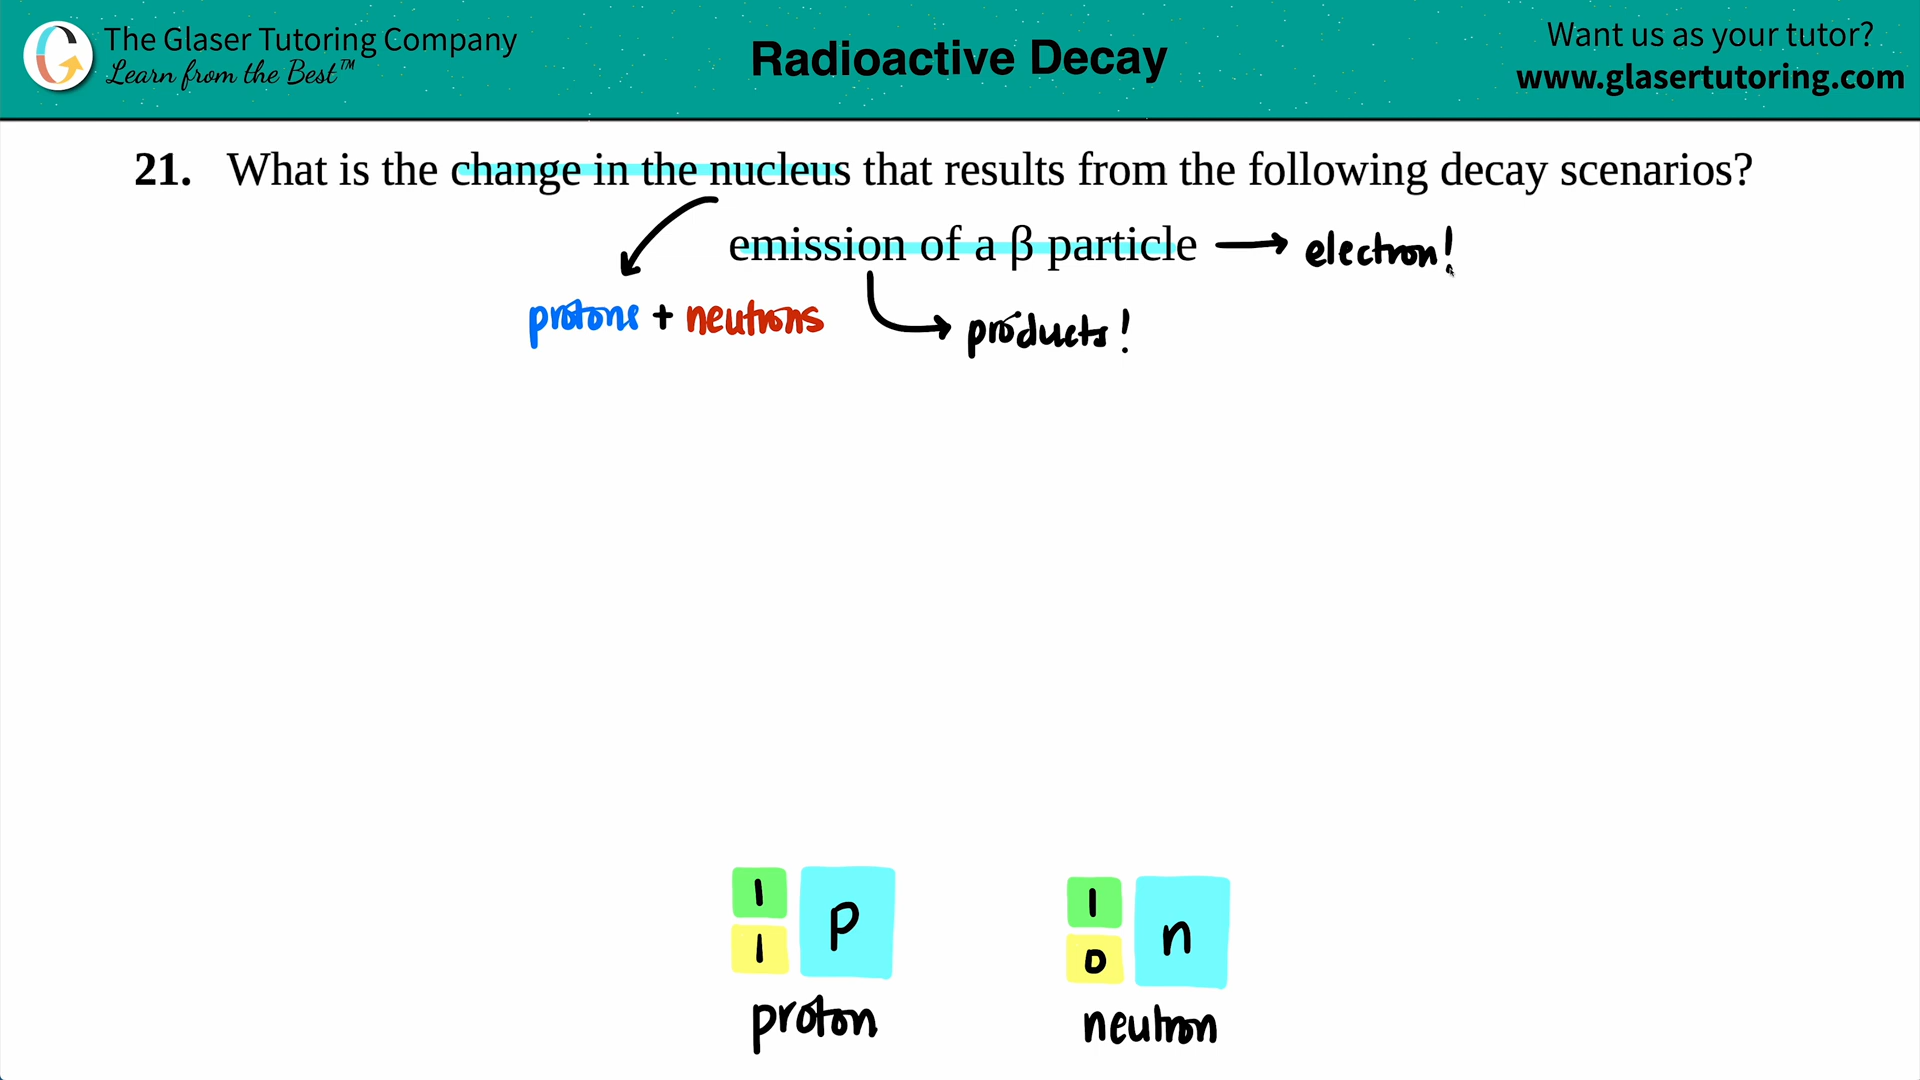 The Glaser Tutoring Company
Learn from the Best™
Radioactive Decay
Want us as your tutor?
www.glasertutoring.com
21. What is the change in the nucleus that results from the following decay scenarios?
emission of a β particle → electron!
protons + neutrons
products!
1
1
p
proton
1
0
n
neutron